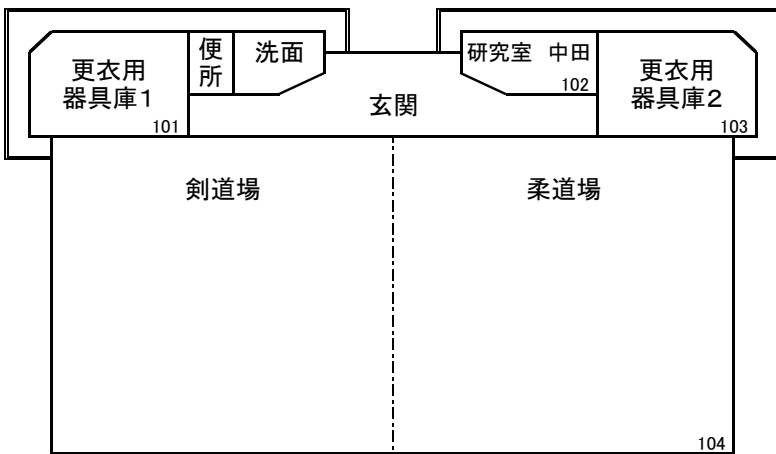 更衣用
器具庫1
101
便所
洗面
玄関
研究室 中田
102
更衣用
器具庫2
103
剣道場
柔道場
104